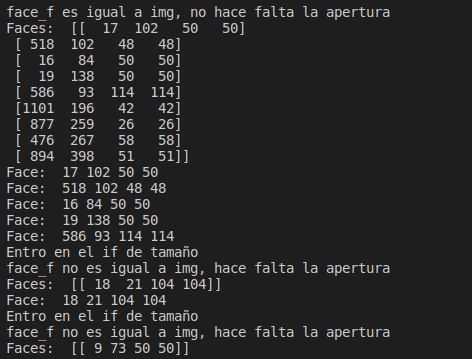 face_f es igual a img, no hace falta la apertura
Faces:  [[  17  102   50   50]
 [ 518  102   48   48]
 [  16   84   50   50]
 [  19  138   50   50]
 [ 586   93  114  114]
 [1101  196   42   42]
 [ 877  259   26   26]
 [ 476  267   58   58]
 [ 894  398   51   51]]
Face:  17 102 50 50
Face:  518 102 48 48
Face:  16 84 50 50
Face:  19 138 50 50
Face:  586 93 114 114
Entro en el if de tamaño
face_f no es igual a img, hace falta la apertura
Faces:  [[ 18  21 104 104]]
Face:  18 21 104 104
Entro en el if de tamaño
face_f no es igual a img, hace falta la apertura
Faces:  [[ 9 73 50 50]]